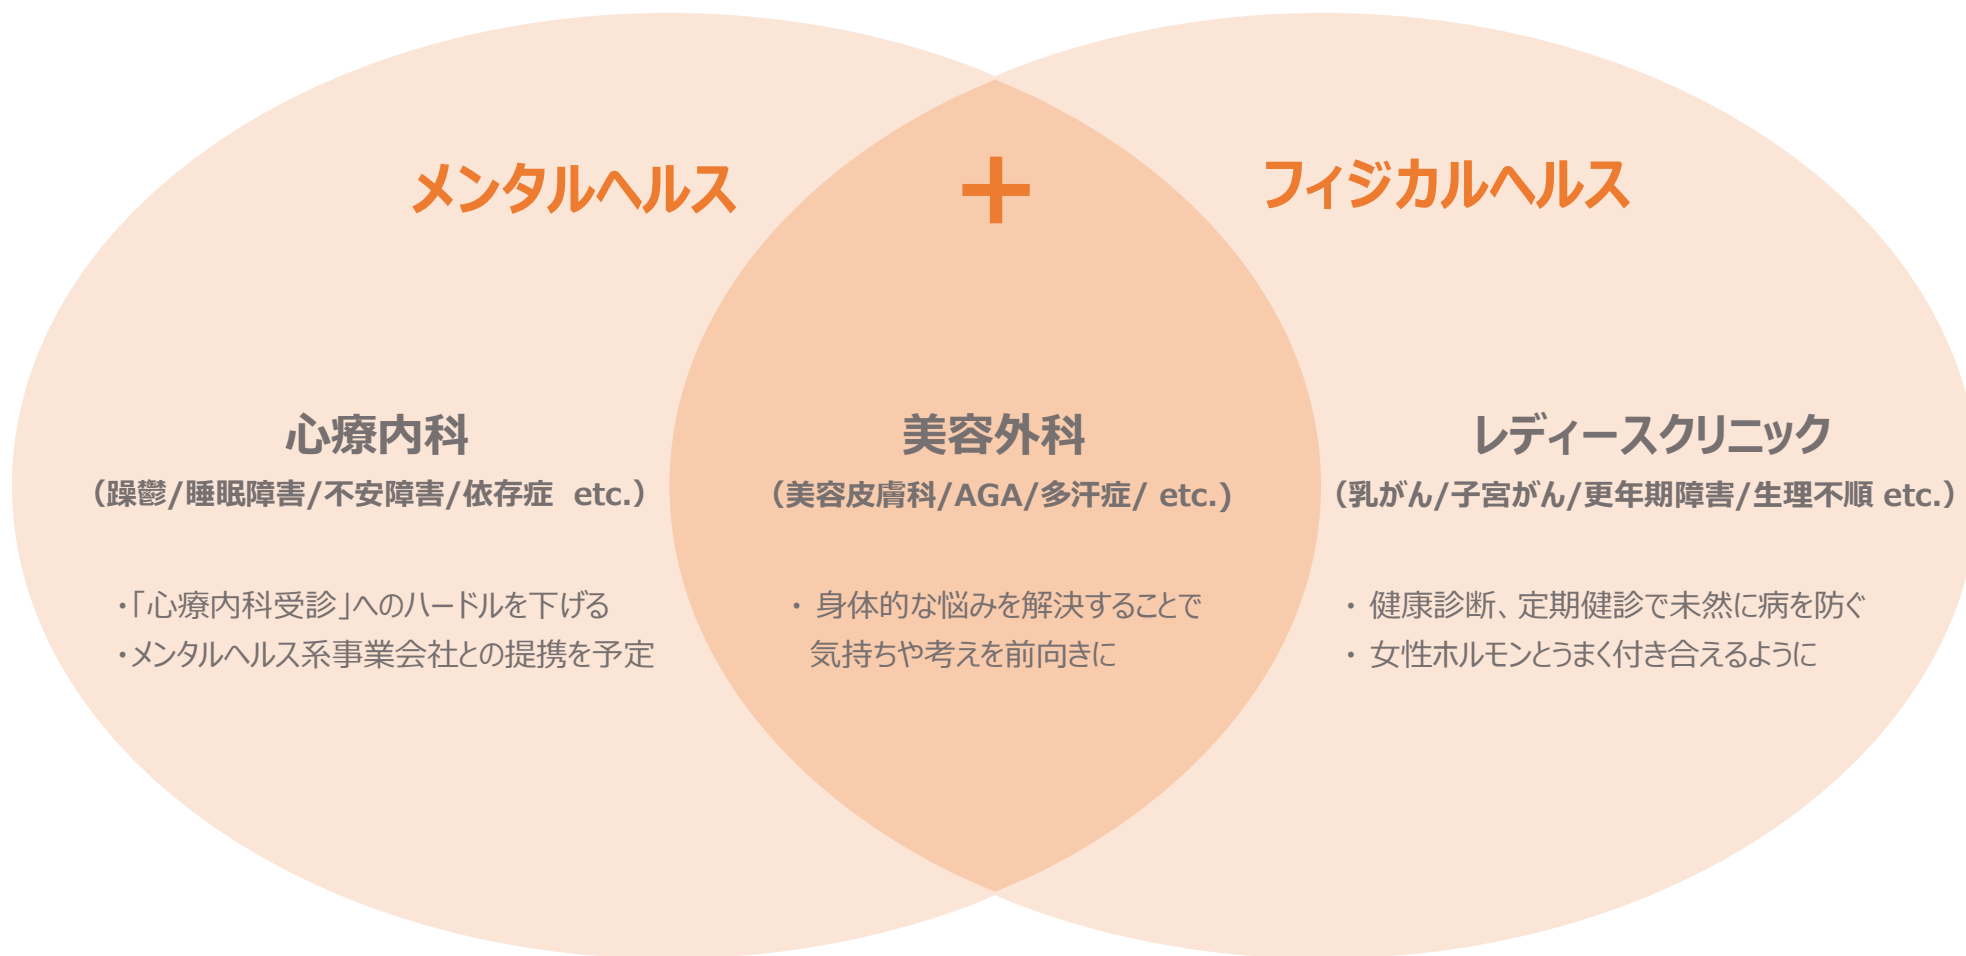 メンタルヘルス
+
フィジカルヘルス
心療内科
（躁鬱/睡眠障害/不安障害/依存症 etc.）
・「心療内科受診」へのハードルを下げる
・メンタルヘルス系事業会社との提携を予定
美容外科
（美容皮膚科/AGA/多汗症/ etc.)
・ 身体的な悩みを解決することで
気持ちや考えを前向きに
レディースクリニック
（乳がん/子宮がん/更年期障害/生理不順 etc.）
・ 健康診断、定期健診で未然に病を防ぐ
・ 女性ホルモンとうまく付き合えるように